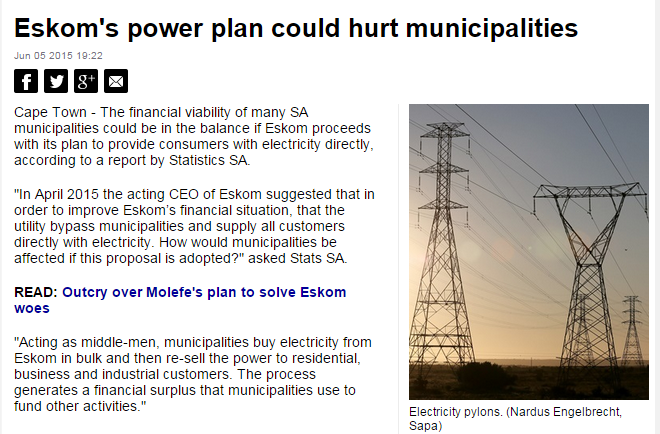 Eskom's power plan could hurt municipalities
Jun 05 2015 19:22
f
g+
Cape Town - The financial viability of many SA
municipalities could be in the balance if Eskom proceeds
with its plan to provide consumers with electricity directly,
according to a report by Statistics SA.
"In April 2015 the acting CEO of Eskom suggested that in
order to improve Eskom's financial situation, that the
utility bypass municipalities and supply all customers
directly with electricity. How would municipalities be
affected if this proposal is adopted?" asked Stats SA.
READ: Outcry over Molefe's plan to solve Eskom
woes
"Acting as middle-men, municipalities buy electricity from
Eskom in bulk and then re-sell the power to residential,
business and industrial customers. The process
generates a financial surplus that municipalities use to
fund other activities."
Electricity pylons. (Nardus Engelbrecht,
Sapa)